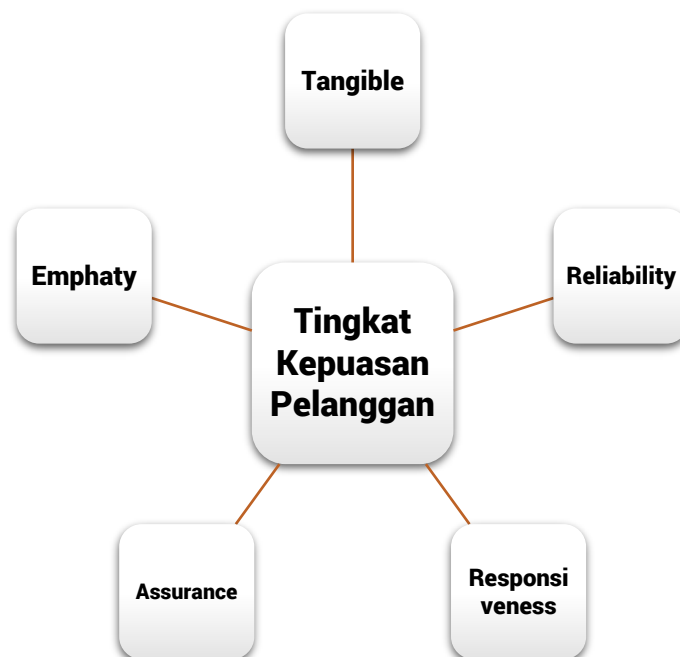 Tangible
Emphaty
Reliability
Tingkat
Kepuasan
Pelanggan
Assurance
Responsi
veness